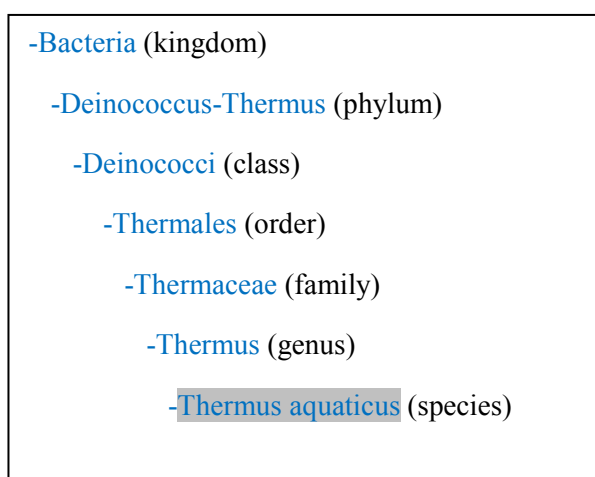 -Bacteria (kingdom)
-Deinococcus-Thermus (phylum)
-Deinococci (class)
-Thermales (order)
-Thermaceae (family)
-Thermus (genus)
-Thermus aquaticus (species)